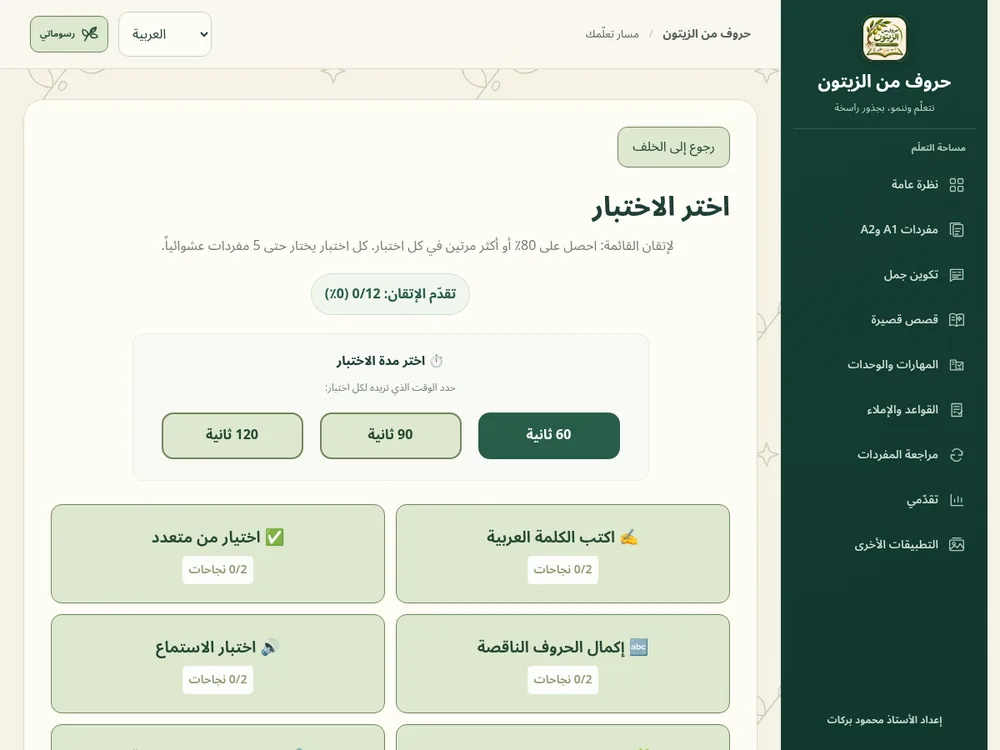 حروف من الزيتون
نتعلّم وننمو، بجذور راسخة
مساحة التعلّم
نظرة عامة
مفردات A1 وA2
تكوين جمل
قصص قصيرة
المهارات والوحدات
القواعد والإملاء
مراجعة المفردات
تقدّمي
التطبيقات الأخرى
إعداد الأستاذ محمود بركات
حروف من الزيتون / مسار تعلّمك
العربية
رسوماتي
رجوع إلى الخلف
اختر الاختبار
لإتقان القائمة: احصل على 80٪ أو أكثر مرتين في كل اختبار. كل اختبار يختار حتى 5 مفردات عشوائياً.
تقدّم الإتقان: 0/12 (0٪)
⏱️ اختر مدة الاختبار
حدد الوقت الذي تريده لكل اختبار:
60 ثانية
90 ثانية
120 ثانية
✍️ اكتب الكلمة العربية
0/2 نجاحات
✅ اختيار من متعدد
0/2 نجاحات
🔤 إكمال الحروف الناقصة
0/2 نجاحات
🔊 اختبار الاستماع
0/2 نجاحات